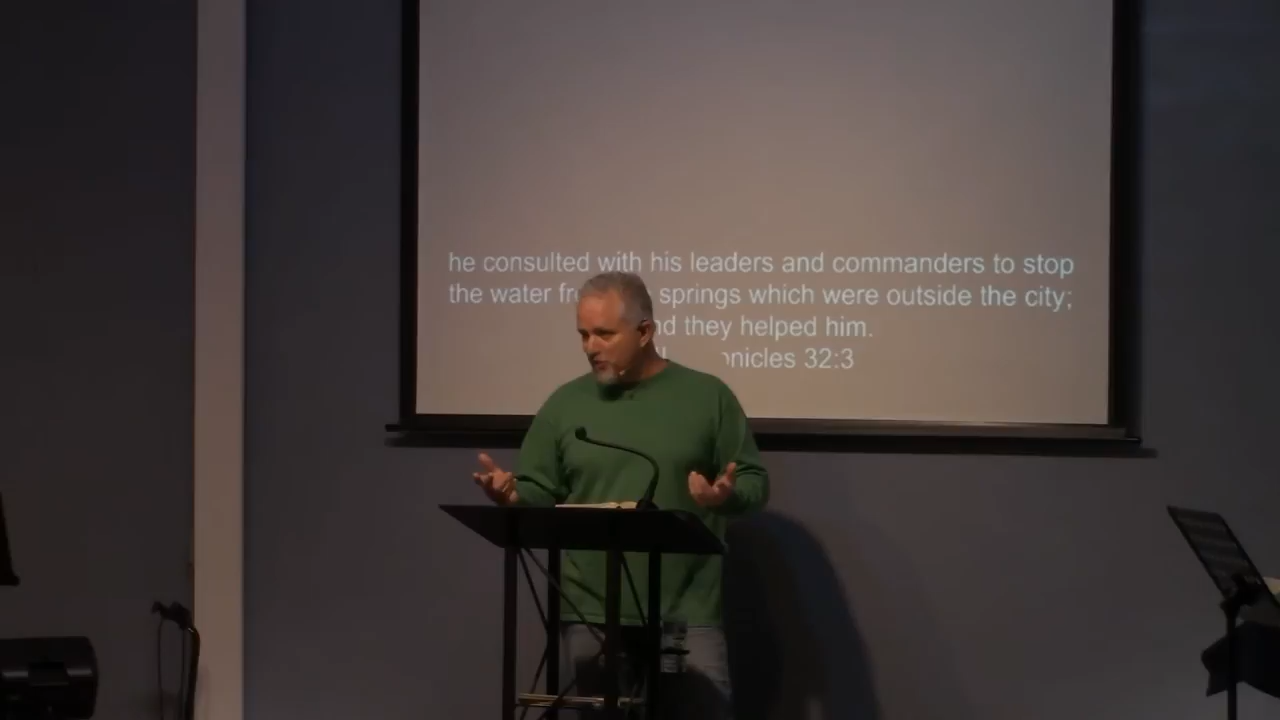 he consulted with his leaders and commanders to stop
the water springs which were outside the city;
they helped him.
32:3